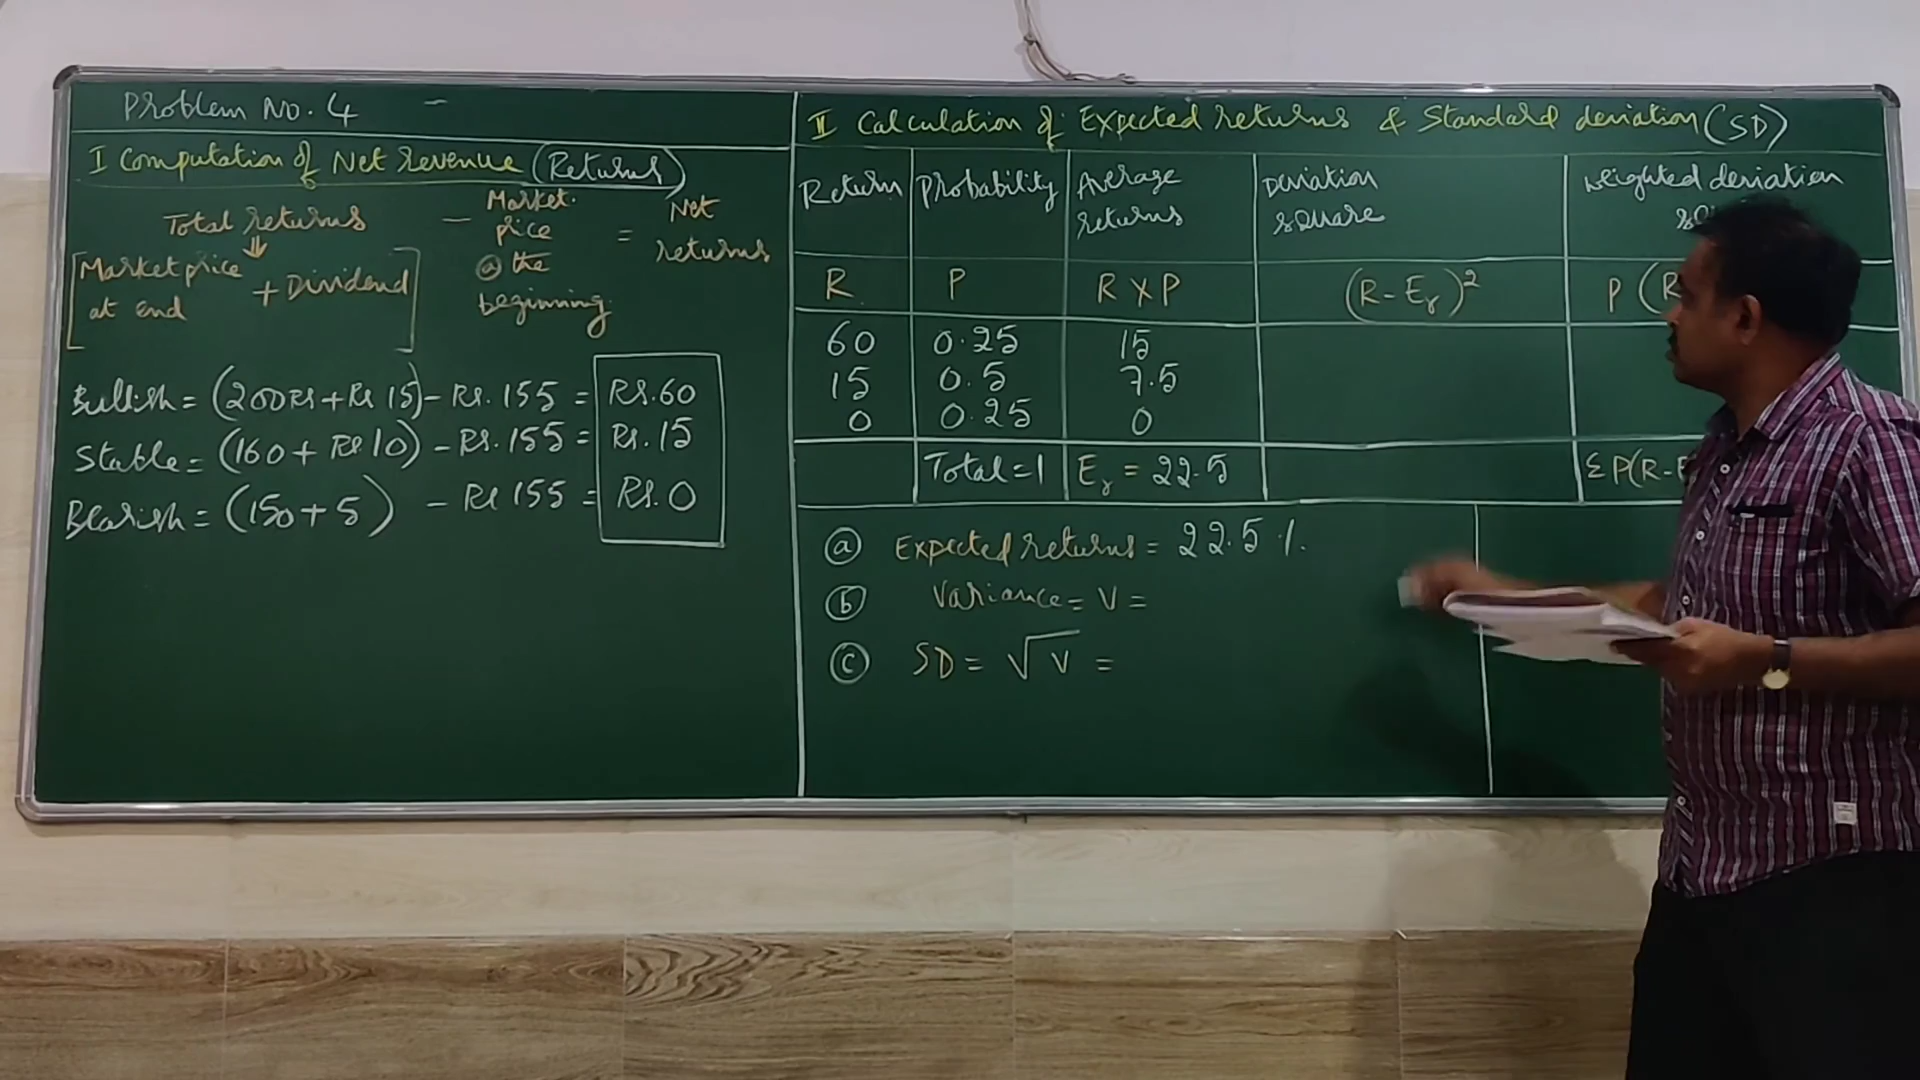 Problem No. 4 -
I Computation of Net revenue (Returns)
Total returns - Market price @ the beginning = Net returns
⇓
[Market price at end + Dividend]
Bullish = (200RS + Rs 15) - Rs. 155 = Rs. 60
Stable = (160 + Rs. 10) - Rs. 155 = Rs. 15
Bearish = (150 + 5) - Rs 155 = Rs. 0
II Calculation of Expected returns & Standard deviation (SD)
Return Probability Average returns Deviation square Weighted deviation
R P R X P (R - Er)² P (R
60 0.25 15
15 0.5 7.5
0 0.25 0
Total = 1 Er = 22.5 Σ P(R-E
(a) Expected returns = 22.5 %.
(b) Variance = V =
(c) SD = √V =